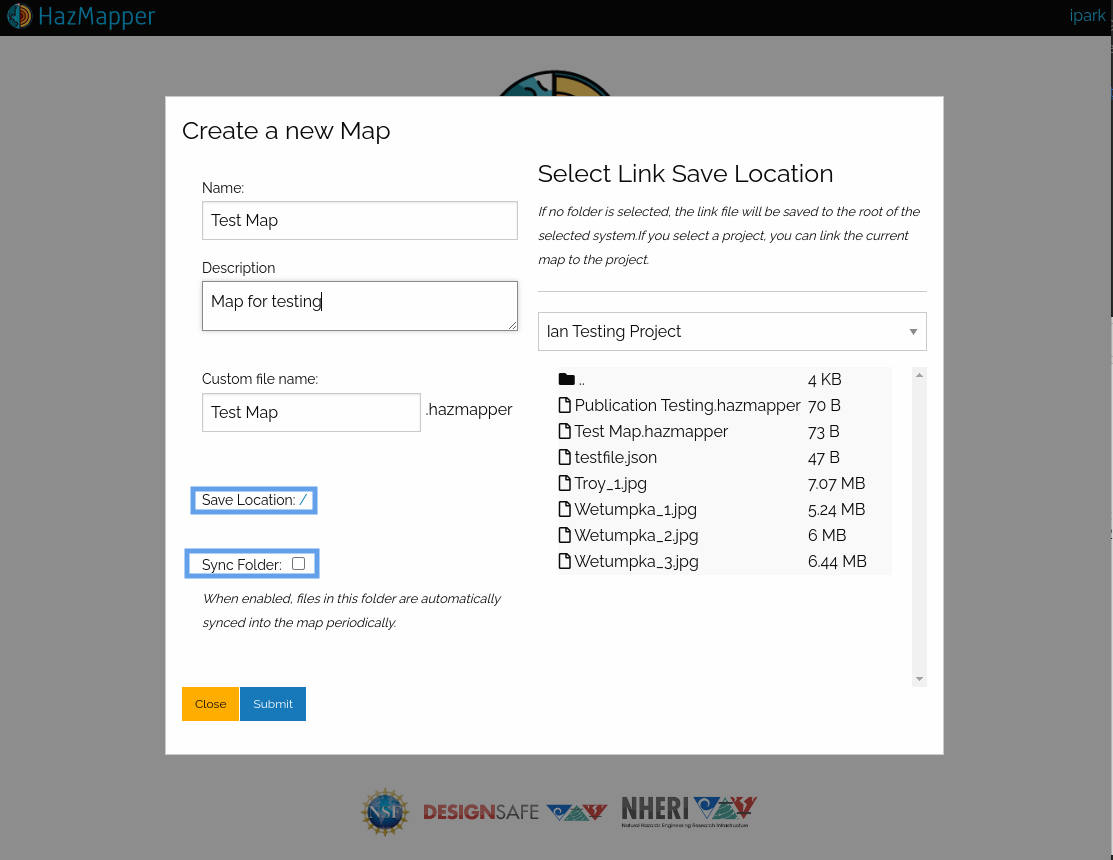 HazMapper
ipark
Create a new Map
Name:
Test Map
Description
Map for testing
Custom file name:
Test Map .hazmapper
Save Location: /
Sync Folder:
When enabled, files in this folder are automatically
synced into the map periodically.
Close Submit
Select Link Save Location
If no folder is selected, the link file will be saved to the root of the
selected system.If you select a project, you can link the current
map to the project.
Ian Testing Project
.. 4 KB
Publication Testing.hazmapper 70 B
Test Map.hazmapper 73 B
testfile.json 47 B
Troy_1.jpg 7.07 MB
Wetumpka_1.jpg 5.24 MB
Wetumpka_2.jpg 6 MB
Wetumpka_3.jpg 6.44 MB
NSF DESIGNSAFE NHERI
Natural Hazards Engineering Research Infrastructure